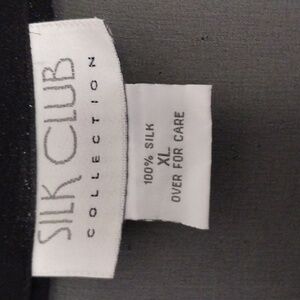 SILK CLUB
COLLECTION
100% SILK
XL
OVER FOR CARE